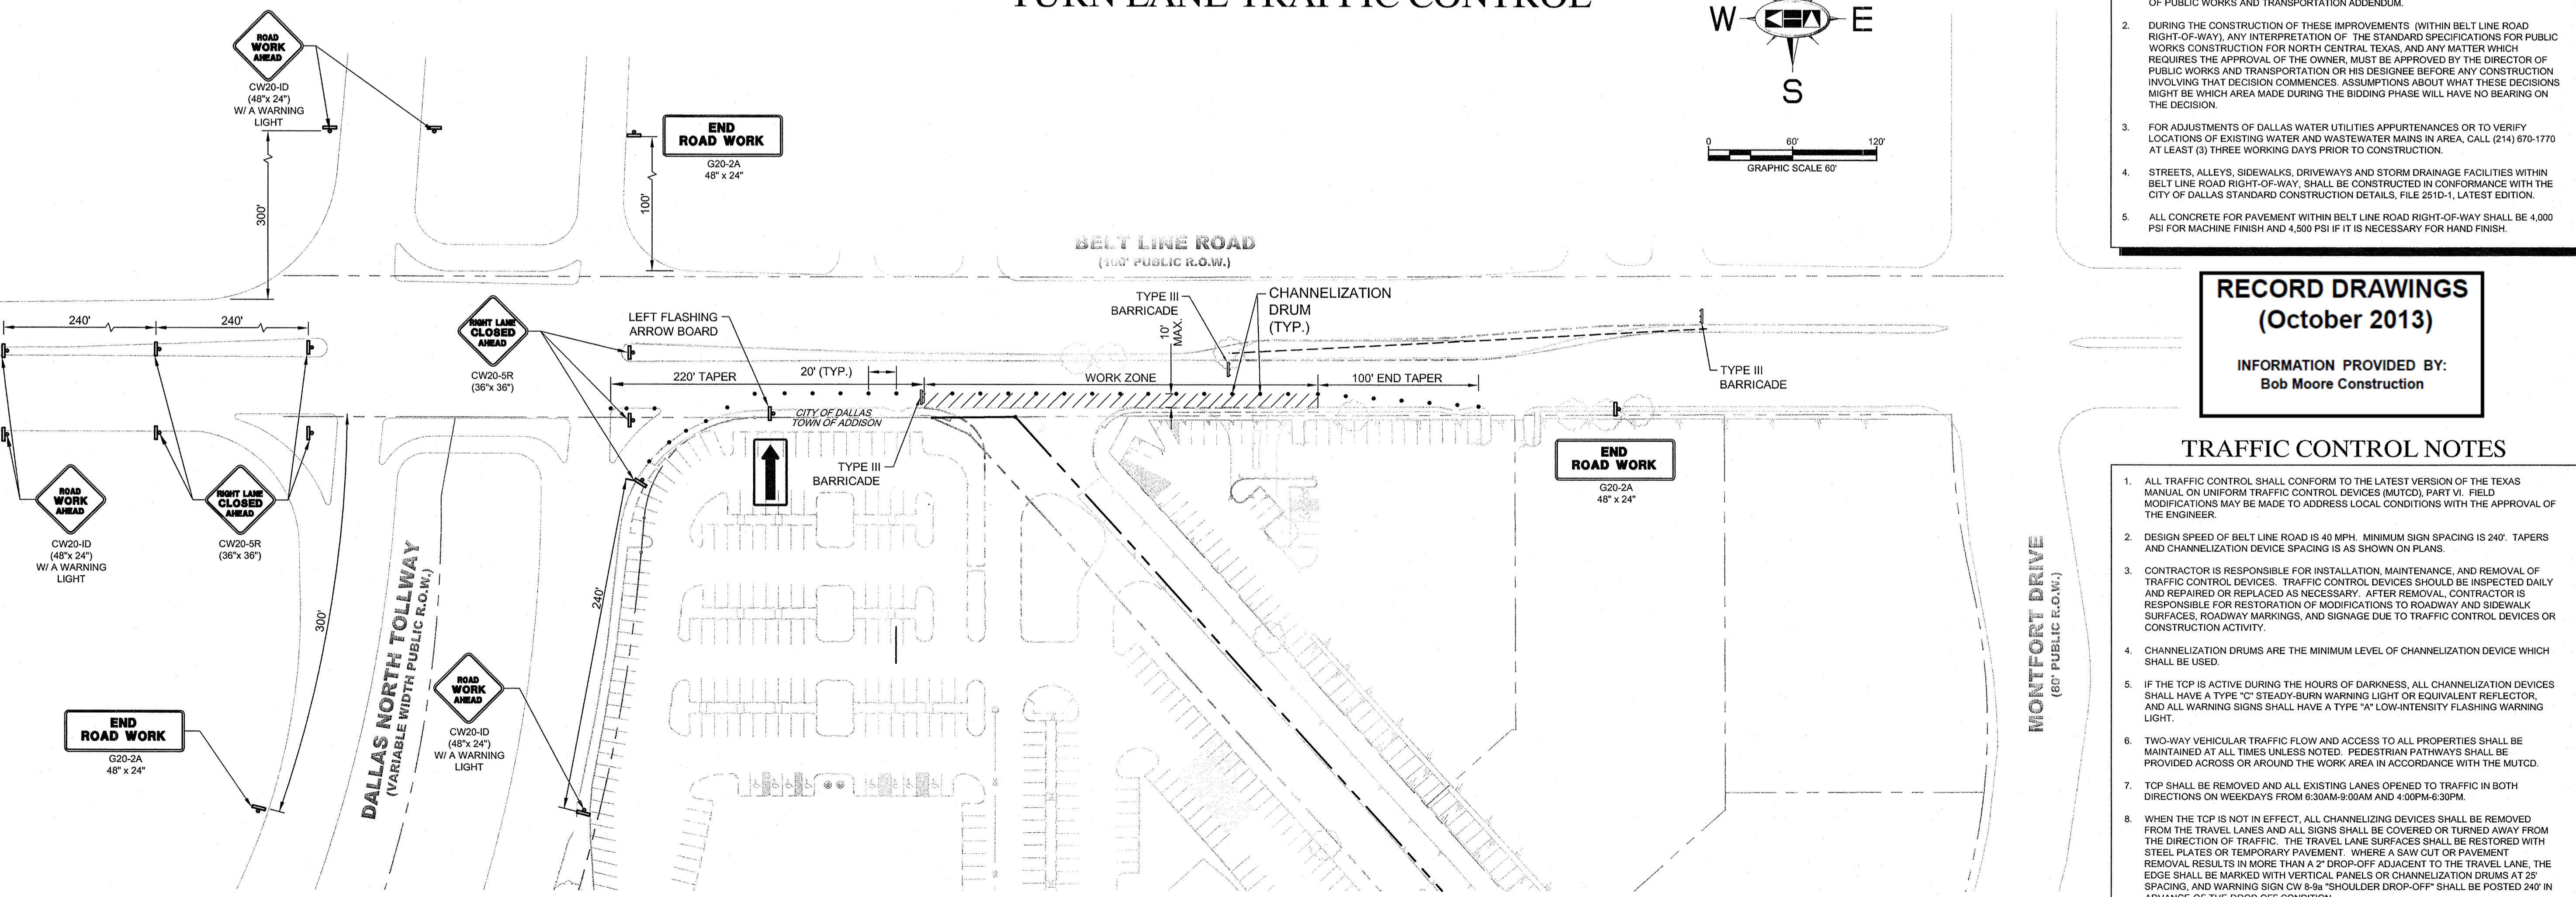 TURN LANE TRAFFIC CONTROL
ROAD
WORK
AHEAD
CW20-ID
(48"x 24")
W/ A WARNING
LIGHT
300'
END
ROAD WORK
G20-2A
48" x 24"
100'
W
E
S
0 60' 120'
GRAPHIC SCALE 60'
BELT LINE ROAD
(100' PUBLIC R.O.W.)
240'
240'
RIGHT LANE
CLOSED
AHEAD
CW20-5R
(36"x 36")
LEFT FLASHING
ARROW BOARD
220' TAPER
20' (TYP.)
TYPE III
BARRICADE
10'
MAX.
CHANNELIZATION
DRUM
(TYP.)
WORK ZONE
100' END TAPER
TYPE III
BARRICADE
CITY OF DALLAS
TOWN OF ADDISON
TYPE III
BARRICADE
END
ROAD WORK
G20-2A
48" x 24"
ROAD
WORK
AHEAD
CW20-ID
(48"x 24")
W/ A WARNING
LIGHT
RIGHT LANE
CLOSED
AHEAD
CW20-5R
(36"x 36")
300'
240'
DALLAS NORTH TOLLWAY
(VARIABLE WIDTH PUBLIC R.O.W.)
ROAD
WORK
AHEAD
CW20-ID
(48"x 24")
W/ A WARNING
LIGHT
END
ROAD WORK
G20-2A
48" x 24"
MONTFORT DRIVE
(80' PUBLIC R.O.W.)
OF PUBLIC WORKS AND TRANSPORTATION ADDENDUM.
2. DURING THE CONSTRUCTION OF THESE IMPROVEMENTS (WITHIN BELT LINE ROAD
RIGHT-OF-WAY), ANY INTERPRETATION OF THE STANDARD SPECIFICATIONS FOR PUBLIC
WORKS CONSTRUCTION FOR NORTH CENTRAL TEXAS, AND ANY MATTER WHICH
REQUIRES THE APPROVAL OF THE OWNER, MUST BE APPROVED BY THE DIRECTOR OF
PUBLIC WORKS AND TRANSPORTATION OR HIS DESIGNEE BEFORE ANY CONSTRUCTION
INVOLVING THAT DECISION COMMENCES. ASSUMPTIONS ABOUT WHAT THESE DECISIONS
MIGHT BE WHICH AREA MADE DURING THE BIDDING PHASE WILL HAVE NO BEARING ON
THE DECISION.
3. FOR ADJUSTMENTS OF DALLAS WATER UTILITIES APPURTENANCES OR TO VERIFY
LOCATIONS OF EXISTING WATER AND WASTEWATER MAINS IN AREA, CALL (214) 670-1770
AT LEAST (3) THREE WORKING DAYS PRIOR TO CONSTRUCTION.
4. STREETS, ALLEYS, SIDEWALKS, DRIVEWAYS AND STORM DRAINAGE FACILITIES WITHIN
BELT LINE ROAD RIGHT-OF-WAY, SHALL BE CONSTRUCTED IN CONFORMANCE WITH THE
CITY OF DALLAS STANDARD CONSTRUCTION DETAILS, FILE 251D-1, LATEST EDITION.
5. ALL CONCRETE FOR PAVEMENT WITHIN BELT LINE ROAD RIGHT-OF-WAY SHALL BE 4,000
PSI FOR MACHINE FINISH AND 4,500 PSI IF IT IS NECESSARY FOR HAND FINISH.
RECORD DRAWINGS
(October 2013)
INFORMATION PROVIDED BY:
Bob Moore Construction
TRAFFIC CONTROL NOTES
1. ALL TRAFFIC CONTROL SHALL CONFORM TO THE LATEST VERSION OF THE TEXAS
MANUAL ON UNIFORM TRAFFIC CONTROL DEVICES (MUTCD), PART VI. FIELD
MODIFICATIONS MAY BE MADE TO ADDRESS LOCAL CONDITIONS WITH THE APPROVAL OF
THE ENGINEER.
2. DESIGN SPEED OF BELT LINE ROAD IS 40 MPH. MINIMUM SIGN SPACING IS 240'. TAPERS
AND CHANNELIZATION DEVICE SPACING IS AS SHOWN ON PLANS.
3. CONTRACTOR IS RESPONSIBLE FOR INSTALLATION, MAINTENANCE, AND REMOVAL OF
TRAFFIC CONTROL DEVICES. TRAFFIC CONTROL DEVICES SHOULD BE INSPECTED DAILY
AND REPAIRED OR REPLACED AS NECESSARY. AFTER REMOVAL, CONTRACTOR IS
RESPONSIBLE FOR RESTORATION OF MODIFICATIONS TO ROADWAY AND SIDEWALK
SURFACES, ROADWAY MARKINGS, AND SIGNAGE DUE TO TRAFFIC CONTROL DEVICES OR
CONSTRUCTION ACTIVITY.
4. CHANNELIZATION DRUMS ARE THE MINIMUM LEVEL OF CHANNELIZATION DEVICE WHICH
SHALL BE USED.
5. IF THE TCP IS ACTIVE DURING THE HOURS OF DARKNESS, ALL CHANNELIZATION DEVICES
SHALL HAVE A TYPE "C" STEADY-BURN WARNING LIGHT OR EQUIVALENT REFLECTOR,
AND ALL WARNING SIGNS SHALL HAVE A TYPE "A" LOW-INTENSITY FLASHING WARNING
LIGHT.
6. TWO-WAY VEHICULAR TRAFFIC FLOW AND ACCESS TO ALL PROPERTIES SHALL BE
MAINTAINED AT ALL TIMES UNLESS NOTED. PEDESTRIAN PATHWAYS SHALL BE
PROVIDED ACROSS OR AROUND THE WORK AREA IN ACCORDANCE WITH THE MUTCD.
7. TCP SHALL BE REMOVED AND ALL EXISTING LANES OPENED TO TRAFFIC IN BOTH
DIRECTIONS ON WEEKDAYS FROM 6:30AM-9:00AM AND 4:00PM-6:30PM.
8. WHEN THE TCP IS NOT IN EFFECT, ALL CHANNELIZING DEVICES SHALL BE REMOVED
FROM THE TRAVEL LANES AND ALL SIGNS SHALL BE COVERED OR TURNED AWAY FROM
THE DIRECTION OF TRAFFIC. THE TRAVEL LANE SURFACES SHALL BE RESTORED WITH
STEEL PLATES OR TEMPORARY PAVEMENT. WHERE A SAW CUT OR PAVEMENT
REMOVAL RESULTS IN MORE THAN A 2" DROP-OFF ADJACENT TO THE TRAVEL LANE, THE
EDGE SHALL BE MARKED WITH VERTICAL PANELS OR CHANNELIZATION DRUMS AT 25'
SPACING, AND WARNING SIGN CW 8-9a "SHOULDER DROP-OFF" SHALL BE POSTED 240' IN
ADVANCE OF THE DROP-OFF CONDITION.